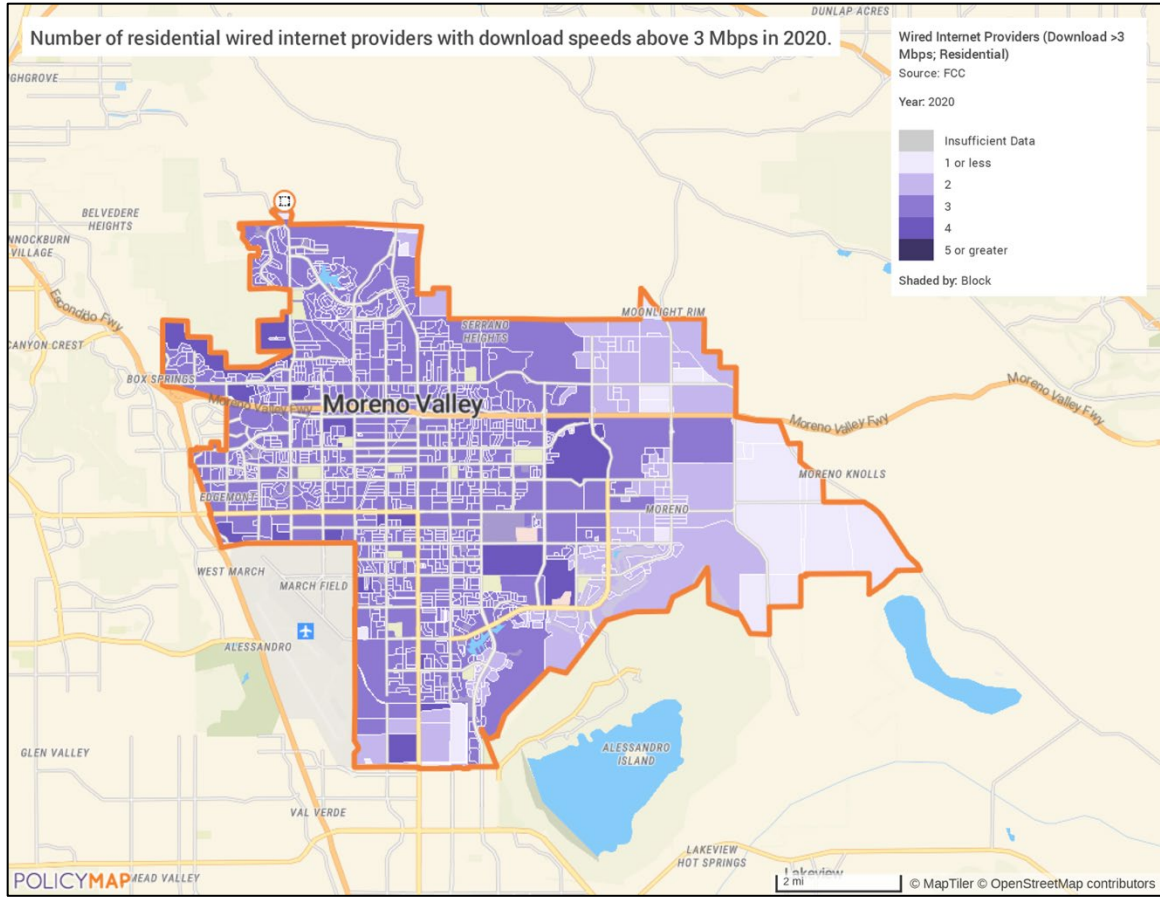 DUNLAP ACRES
Number of residential wired internet providers with download speeds above 3 Mbps in 2020.
Wired Internet Providers (Download >3
Mbps; Residential)
Source: FCC
Year: 2020
Insufficient Data
1 or less
2
3
4
5 or greater
Shaded by: Block
GHGROVE
BELVEDERE
HEIGHTS
NNOCKBURN
VILLAGE
Escondido Fwy
CANYON CREST
BOX SPRINGS
SERRANO
HEIGHTS
MOONLIGHT RIM
Moreno Valley Fwy
Moreno Valley
Moreno Valley Fwy
Moreno Valley Fwy
MORENO KNOLLS
EDGEMONT
MORENO
WEST MARCH
MARCH FIELD
ALESSANDRO
GLEN VALLEY
ALESSANDRO
ISLAND
VAL VERDE
LAKEVIEW
HOT SPRINGS
Lakeview
POLICYMAP
MEAD VALLEY
2 mi
© MapTiler © OpenStreetMap contributors